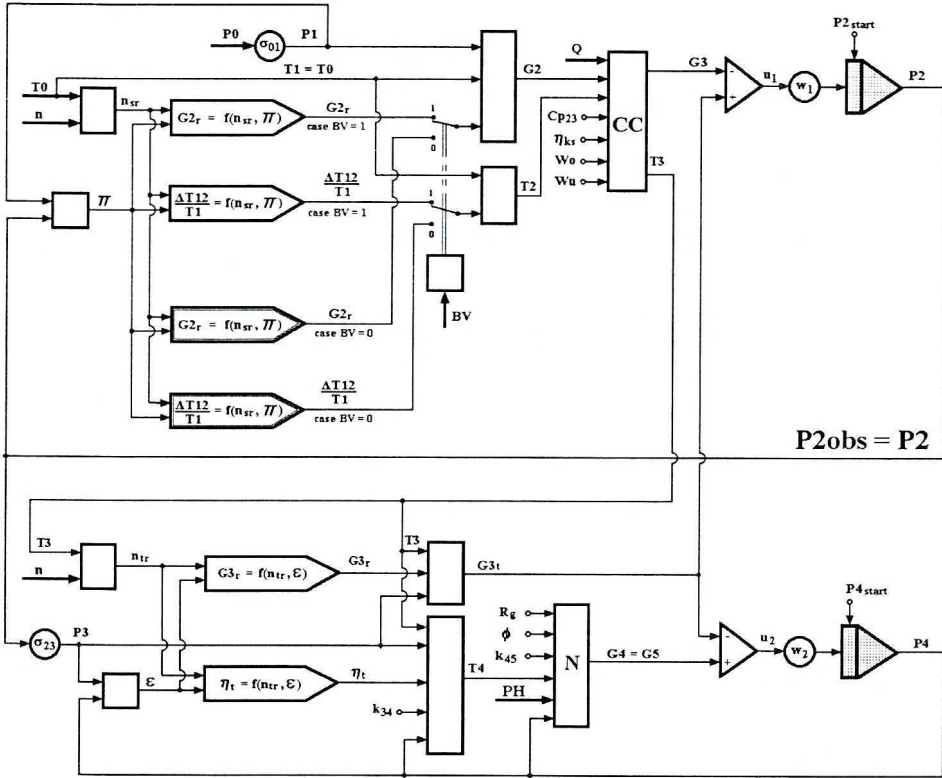 P2start
P0 σ01 P1
Q
G3 - u1 w1 P2
T1 = T0
G2
T0
nsr
n
G2r = f(nsr, π)
G2r
case BV = 1
1
0
+
Cp23
CC
ηks
T3
Wo
Wu
π
ΔT12/T1 = f(nsr, π)
ΔT12/T1
case BV = 1
1
0
T2
BV
G2r = f(nsr, π)
G2r
case BV = 0
ΔT12/T1 = f(nsr, π)
ΔT12/T1
case BV = 0
P2obs = P2
T3
T3
n
ntr
G3r = f(ntr, ε)
G3r
G3t
P4start
Rg
σ23
P3
ϕ
N
G4 = G5
-
+
u2
w2
P4
k45
T4
ε
ηt = f(ntr, ε)
ηt
PH
k34